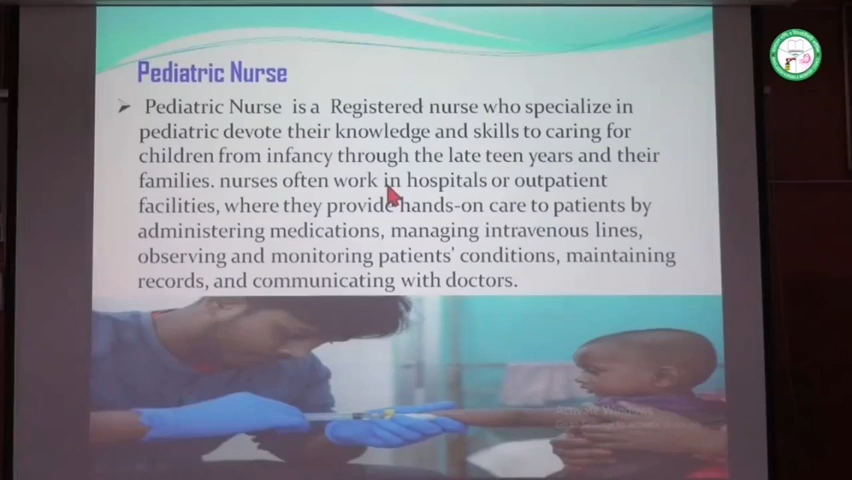 Pediatric Nurse
➤ Pediatric Nurse is a Registered nurse who specialize in
pediatric devote their knowledge and skills to caring for
children from infancy through the late teen years and their
families. nurses often work in hospitals or outpatient
facilities, where they provide hands-on care to patients by
administering medications, managing intravenous lines,
observing and monitoring patients' conditions, maintaining
records, and communicating with doctors.
Activate Windows